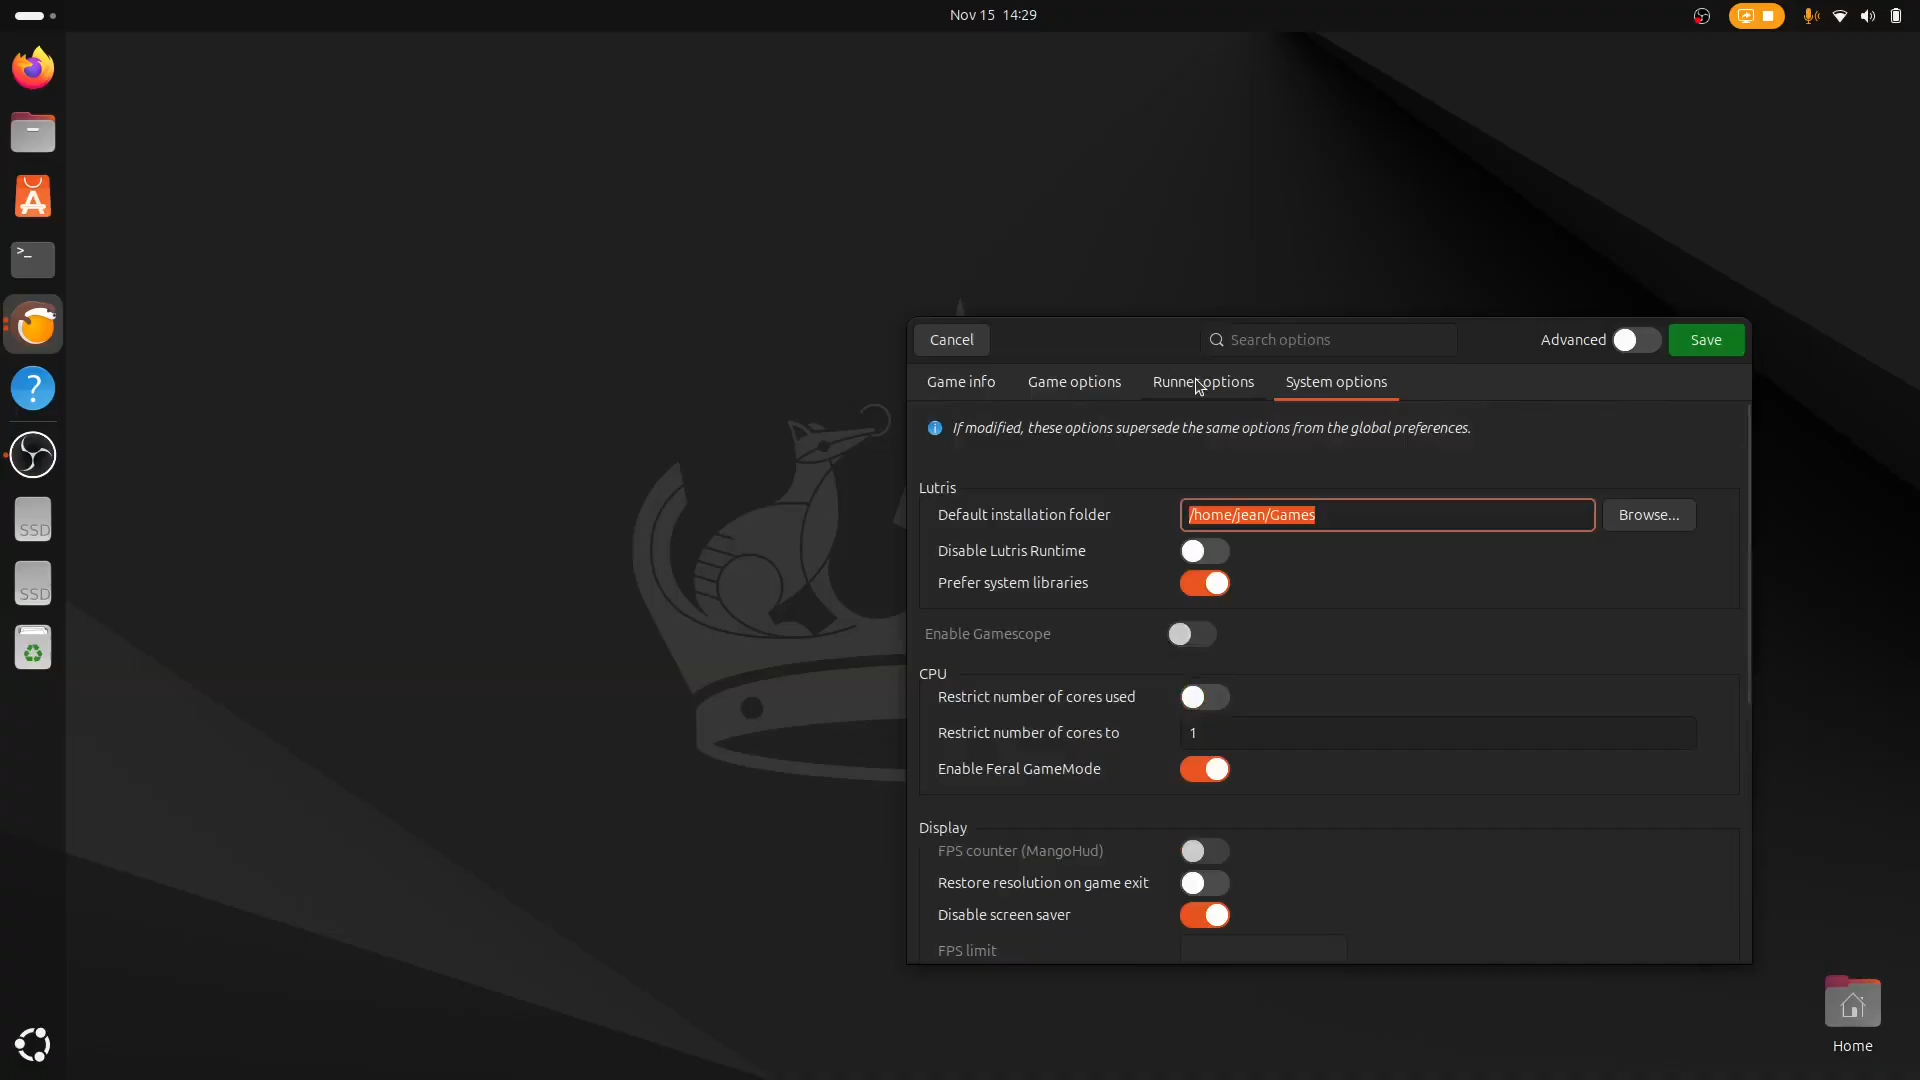 Nov 15 14:29
Cancel
Search options
Advanced
Save
Game info
Game options
Runner options
System options
If modified, these options supersede the same options from the global preferences.
Lutris
Default installation folder
/home/jean/Games
Browse...
Disable Lutris Runtime
Prefer system libraries
Enable Gamescope
CPU
Restrict number of cores used
Restrict number of cores to
1
Enable Feral GameMode
Display
FPS counter (MangoHud)
Restore resolution on game exit
Disable screen saver
FPS limit
SSD
SSD
Home